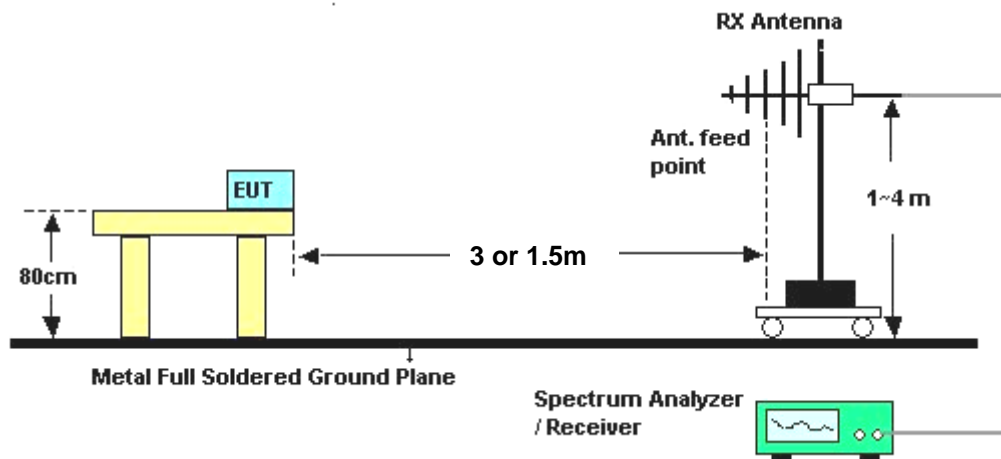 RX Antenna
Ant. feed
point
EUT
1~4 m
3 or 1.5m
80cm
Metal Full Soldered Ground Plane
Spectrum Analyzer
/ Receiver